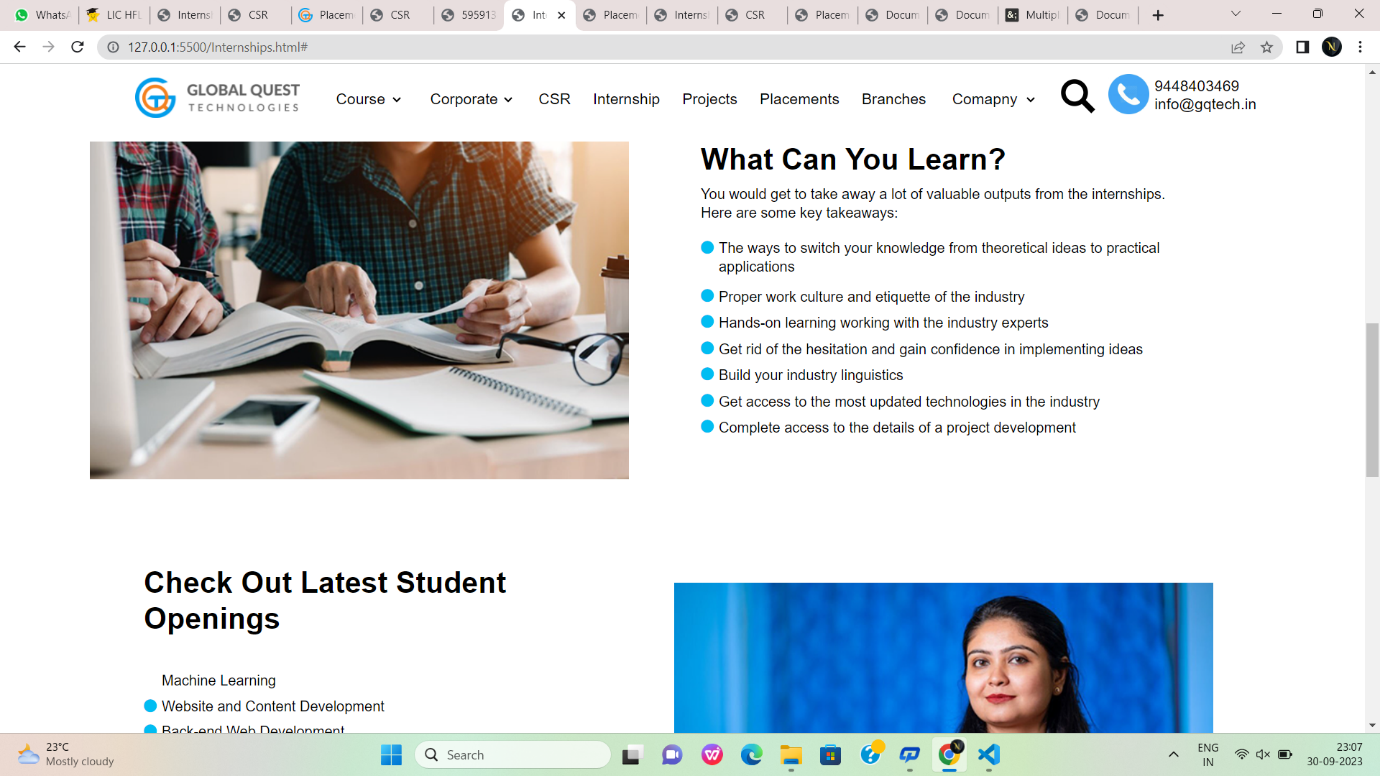 WhatsA
LIC HFL
Interns
CSR
Placem
CSR
595913
Int
Placem
Interns
CSR
Placem
Docum
Docum
Multipl
Docum
127.0.0.1:5500/Internships.html#
GLOBAL QUEST
TECHNOLOGIES
Course
Corporate
CSR
Internship
Projects
Placements
Branches
Comapny
9448403469
info@gqtech.in
What Can You Learn?
You would get to take away a lot of valuable outputs from the internships.
Here are some key takeaways:
The ways to switch your knowledge from theoretical ideas to practical
applications
Proper work culture and etiquette of the industry
Hands-on learning working with the industry experts
Get rid of the hesitation and gain confidence in implementing ideas
Build your industry linguistics
Get access to the most updated technologies in the industry
Complete access to the details of a project development
Check Out Latest Student
Openings
Machine Learning
Website and Content Development
Back-end Web Development
23°C
Mostly cloudy
Search
ENG
IN
23:07
30-09-2023